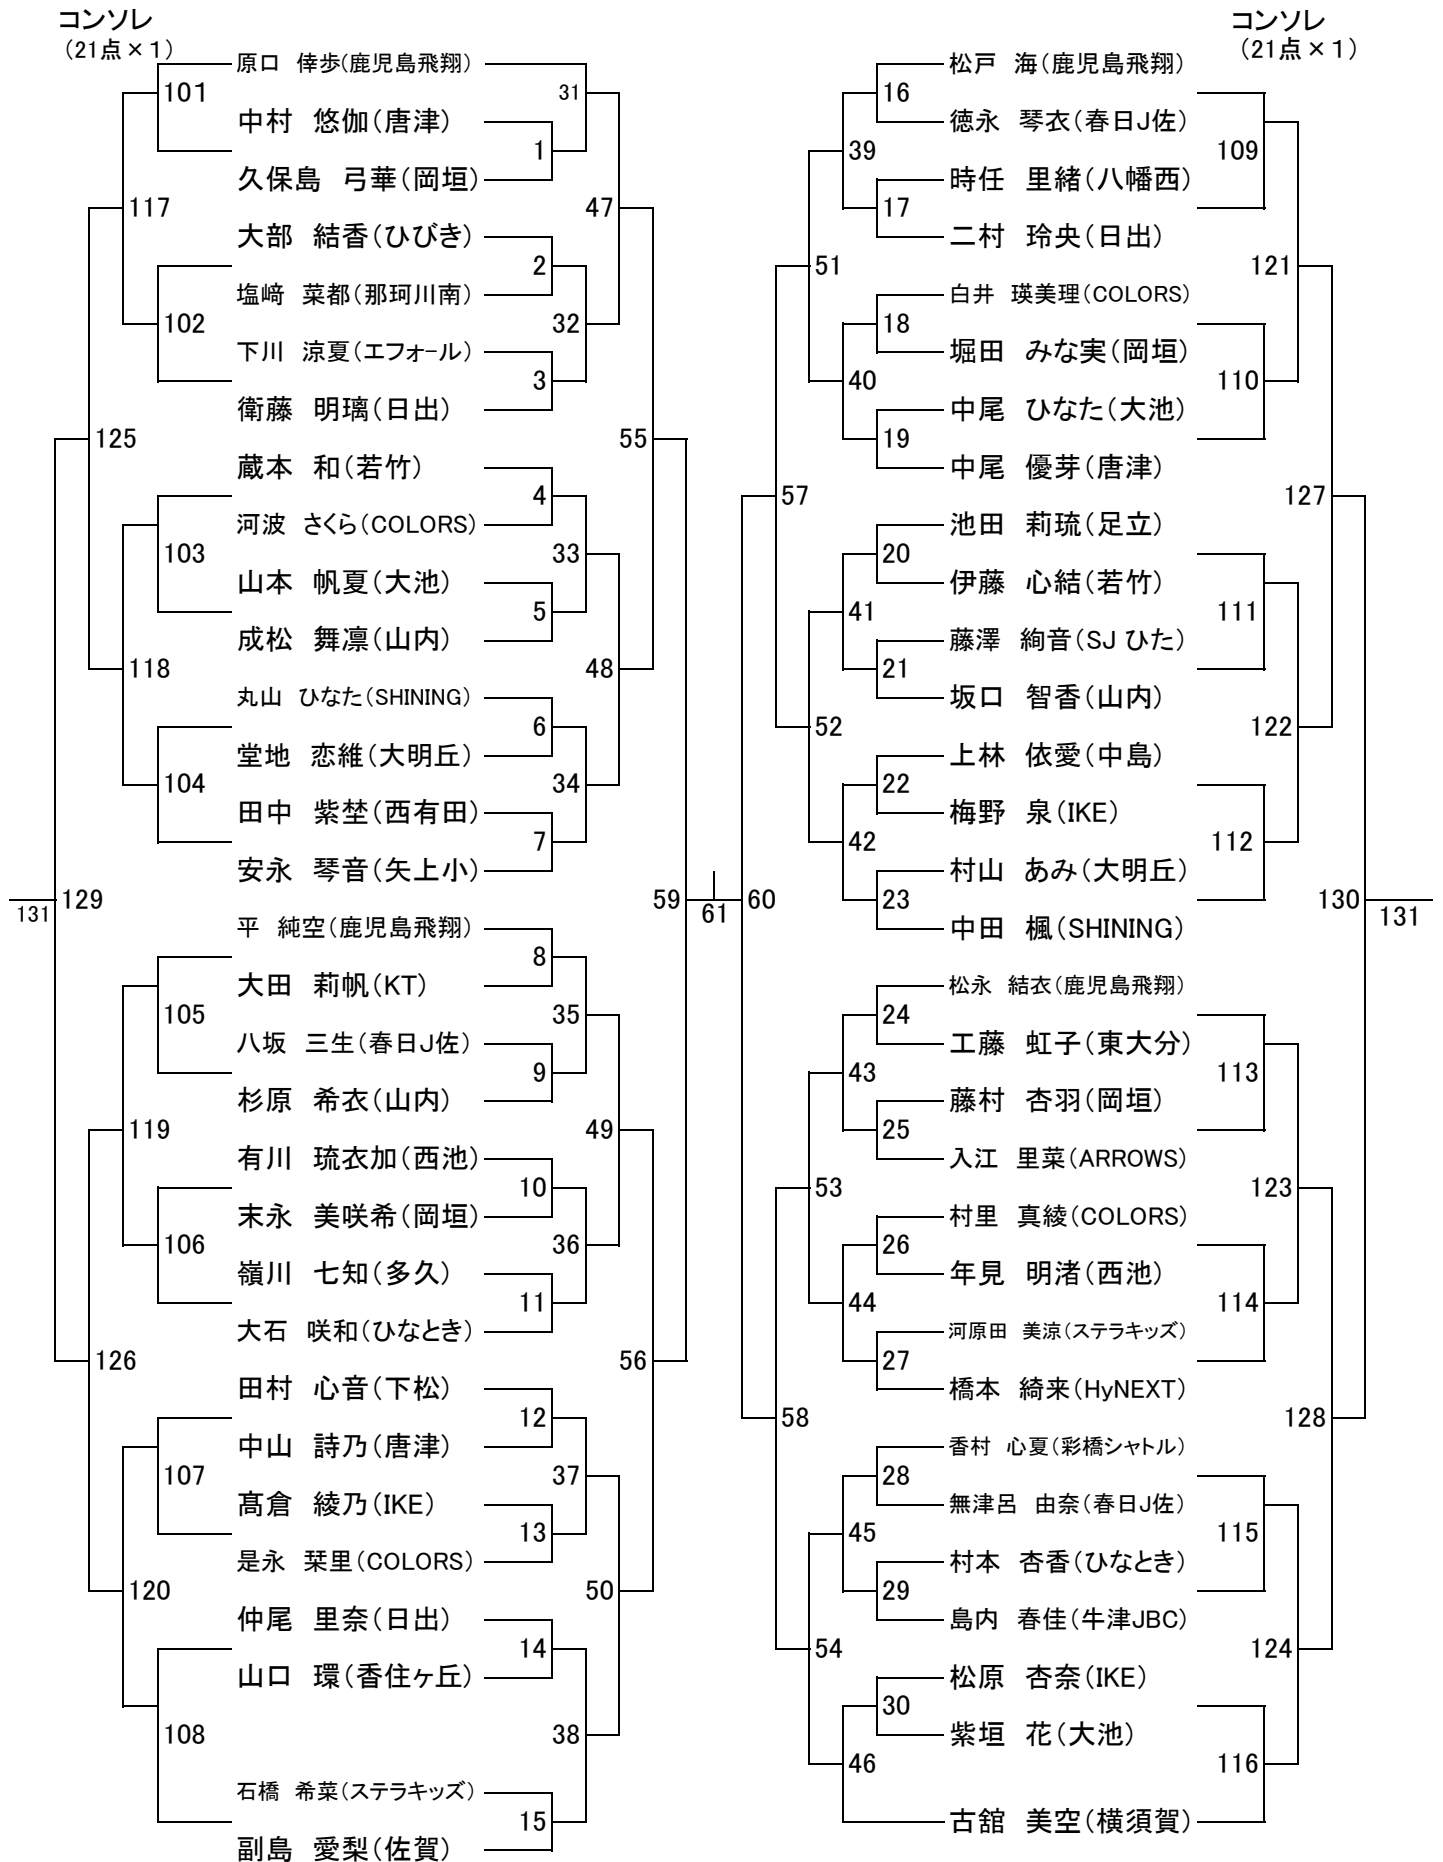 コンソレ
（21点×1）
原口　倖歩（鹿児島飛翔）
中村　悠伽（唐津）
久保島　弓華（岡垣）
大部　結香（ひびき）
塩﨑　菜都（那珂川南）
下川　涼夏（エフォール）
衛藤　明璃（日出）
蔵本　和（若竹）
河波　さくら（COLORS）
山本　帆夏（大池）
成松　舞凛（山内）
丸山　ひなた（SHINING）
堂地　恋維（大明丘）
田中　紫埜（西有田）
安永　琴音（矢上小）
平　純空（鹿児島飛翔）
大田　莉帆（KT）
八坂　三生（春日J佐）
杉原　希衣（山内）
有川　琉衣加（西池）
末永　美咲希（岡垣）
嶺川　七知（多久）
大石　咲和（ひなとき）
田村　心音（下松）
中山　詩乃（唐津）
髙倉　綾乃（IKE）
是永　栞里（COLORS）
仲尾　里奈（日出）
山口　環（香住ヶ丘）
石橋　希菜（ステラキッズ）
副島　愛梨（佐賀）
101
102
103
104
105
106
107
108
117
118
119
120
125
126
129
131
1
2
3
4
5
6
7
8
9
10
11
12
13
14
15
31
32
33
34
35
36
37
38
47
48
49
50
55
56
59
61
60
57
58
51
52
53
54
39
40
41
42
43
44
45
46
16
17
18
19
20
21
22
23
24
25
26
27
28
29
30
コンソレ
（21点×1）
松戸　海（鹿児島飛翔）
徳永　琴衣（春日J佐）
時任　里緒（八幡西）
二村　玲央（日出）
白井　瑛美理（COLORS）
堀田　みな実（岡垣）
中尾　ひなた（大池）
中尾　優芽（唐津）
池田　莉琉（足立）
伊藤　心結（若竹）
藤澤　絢音（SJ ひた）
坂口　智香（山内）
上林　依愛（中島）
梅野　泉（IKE）
村山　あみ（大明丘）
中田　楓（SHINING）
松永　結衣（鹿児島飛翔）
工藤　虹子（東大分）
藤村　杏羽（岡垣）
入江　里菜（ARROWS）
村里　真綾（COLORS）
年見　明渚（西池）
河原田　美涼（ステラキッズ）
橋本　綺来（HyNEXT）
香村　心夏（彩橋シャトル）
無津呂　由奈（春日J佐）
村本　杏香（ひなとき）
島内　春佳（牛津JBC）
松原　杏奈（IKE）
紫垣　花（大池）
古舘　美空（横須賀）
109
110
111
112
113
114
115
116
121
122
123
124
127
128
130
131